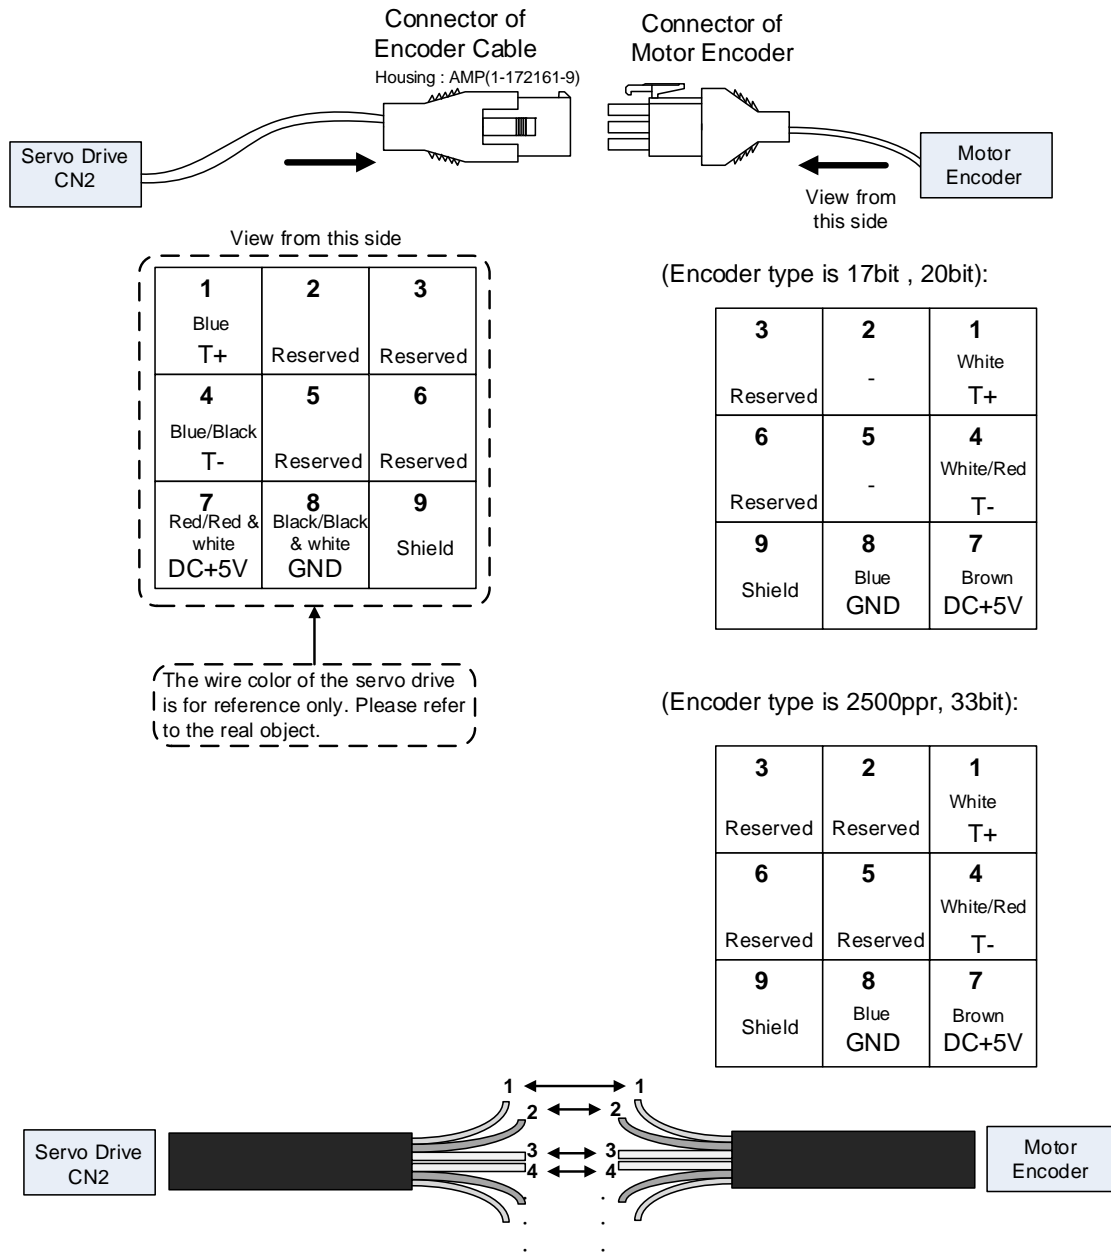 Connector of
Encoder Cable
Housing : AMP(1-172161-9)
Connector of
Motor Encoder
Servo Drive
CN2
Motor
Encoder
View from
this side
View from this side
1
Blue
T+
2
Reserved
3
Reserved
4
Blue/Black
T-
5
Reserved
6
Reserved
7
Red/Red &
white
DC+5V
8
Black/Black
& white
GND
9
Shield
The wire color of the servo drive
is for reference only. Please refer
to the real object.
(Encoder type is 17bit , 20bit):
3
Reserved
2
-
1
White
T+
6
Reserved
5
-
4
White/Red
T-
9
Shield
8
Blue
GND
7
Brown
DC+5V
(Encoder type is 2500ppr, 33bit):
3
Reserved
2
Reserved
1
White
T+
6
Reserved
5
Reserved
4
White/Red
T-
9
Shield
8
Blue
GND
7
Brown
DC+5V
Servo Drive
CN2
1 1
2 2
3 3
4 4
. .
. .
Motor
Encoder